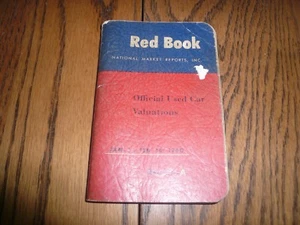 Red Book
NATIONAL MARKET REPORTS, INC.
Official Used Car
Valuations